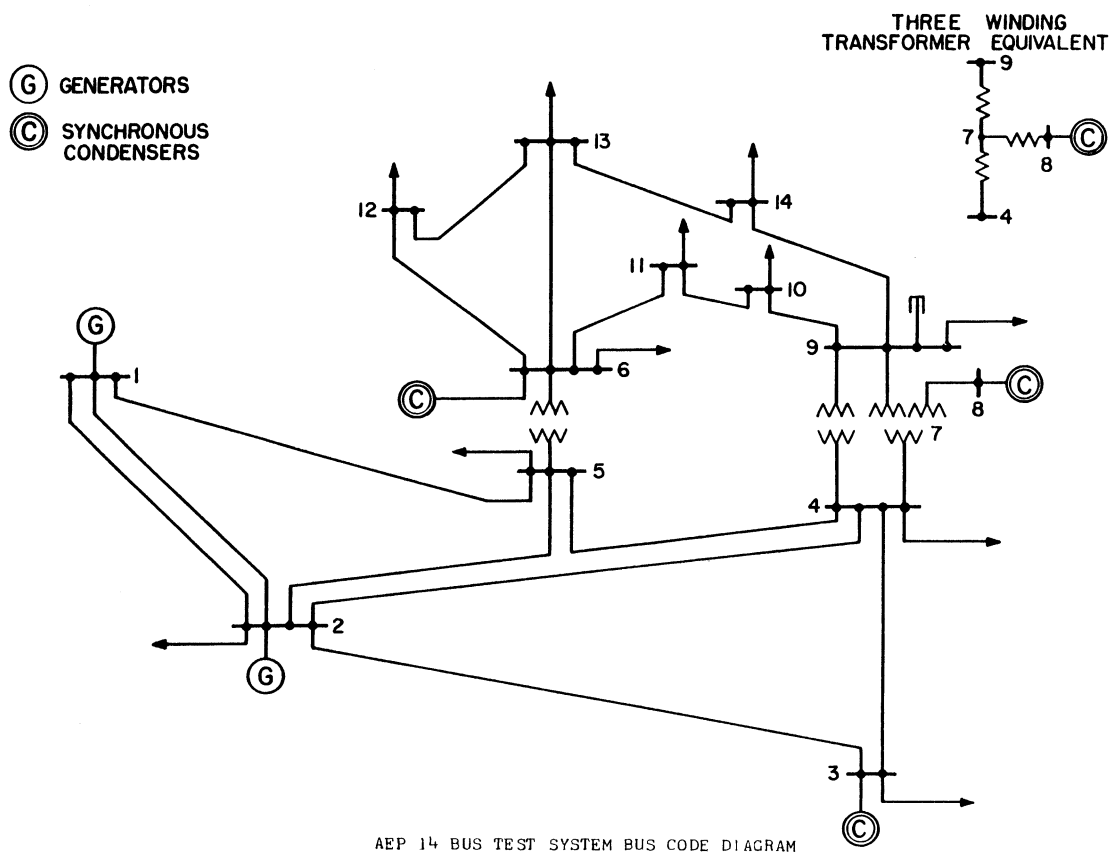 THREE WINDING
TRANSFORMER EQUIVALENT
G GENERATORS
C SYNCHRONOUS
CONDENSERS
9
7
C
8
4
13
12
14
11
10
G
1
9
6
C
8
C
7
5
4
2
G
3
C
AEP 14 BUS TEST SYSTEM BUS CODE DIAGRAM